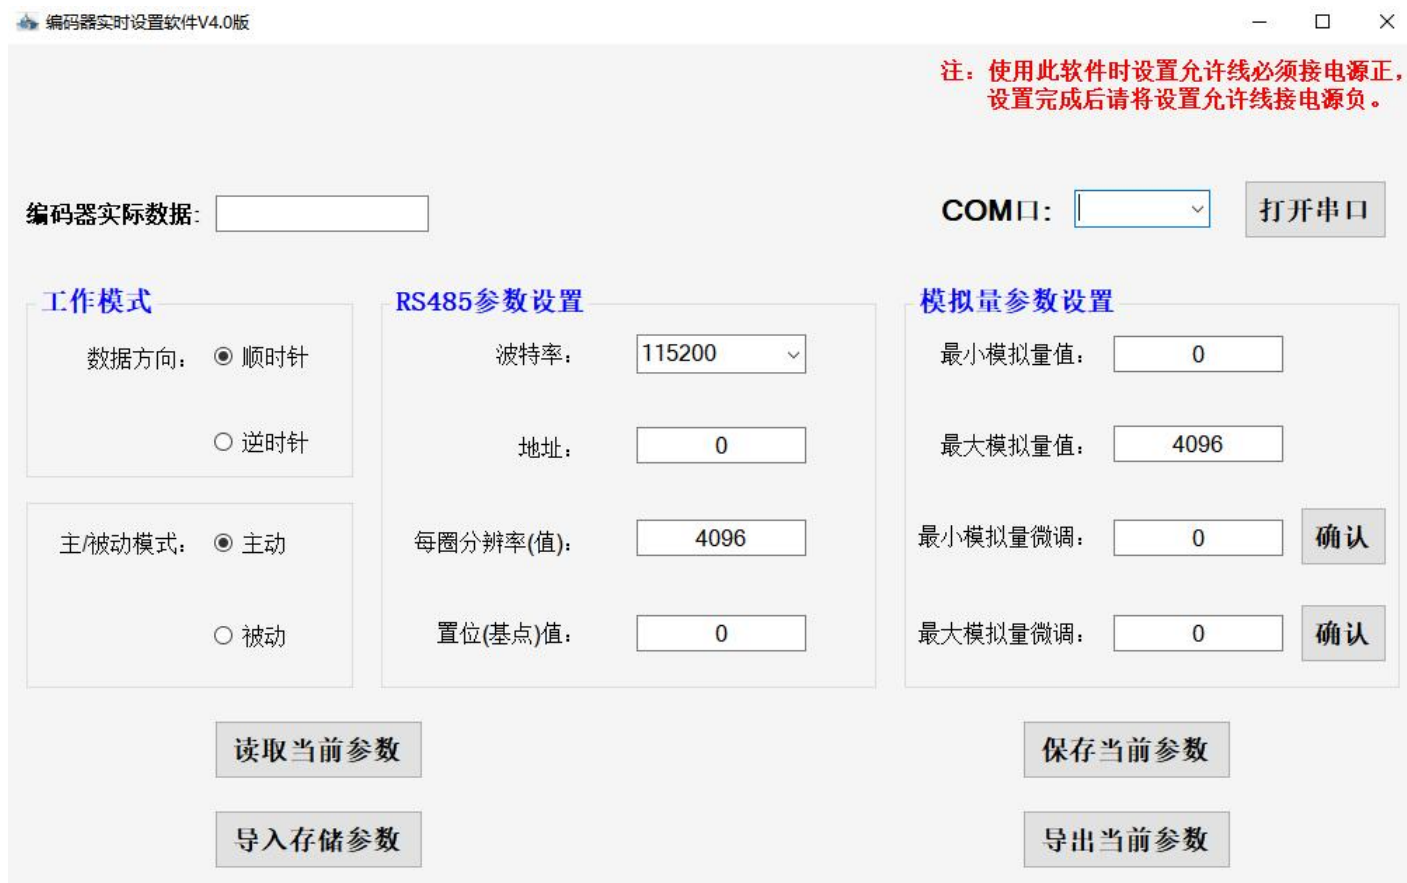 编码器实时设置软件V4.0版
注：使用此软件时设置允许线必须接电源正，
设置完成后请将设置允许线接电源负。
编码器实际数据:
COM口:
打开串口
工作模式
数据方向：
顺时针
逆时针
主/被动模式：
主动
被动
RS485参数设置
波特率：
115200
地址：
0
每圈分辨率(值)：
4096
置位(基点)值：
0
模拟量参数设置
最小模拟量值：
0
最大模拟量值：
4096
最小模拟量微调：
0
确认
最大模拟量微调：
0
确认
读取当前参数
保存当前参数
导入存储参数
导出当前参数